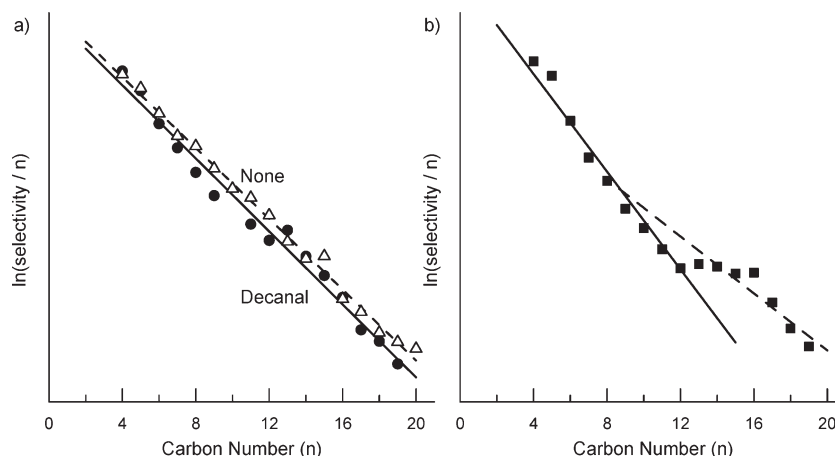 a)
ln(selectivity / n)
None
Decanal
0 4 8 12 16 20
Carbon Number (n)
b)
ln(selectivity / n)
0 4 8 12 16 20
Carbon Number (n)